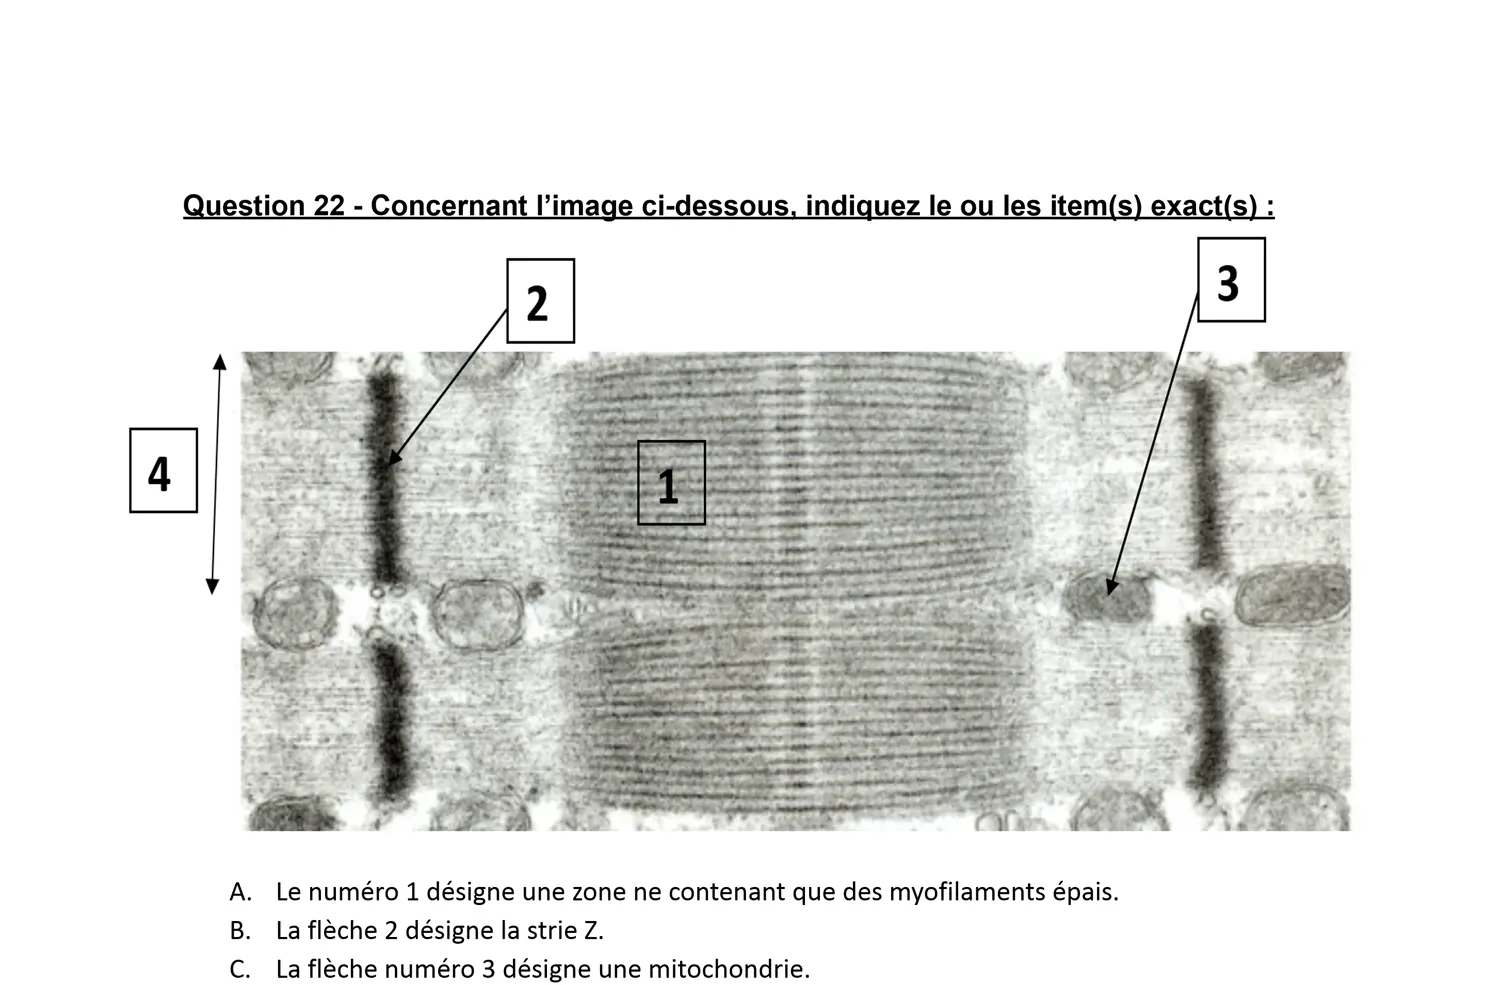 Question 22 - Concernant l’image ci-dessous, indiquez le ou les item(s) exact(s) :
3
2
4
1
A. Le numéro 1 désigne une zone ne contenant que des myofilaments épais.
B. La flèche 2 désigne la strie Z.
C. La flèche numéro 3 désigne une mitochondrie.